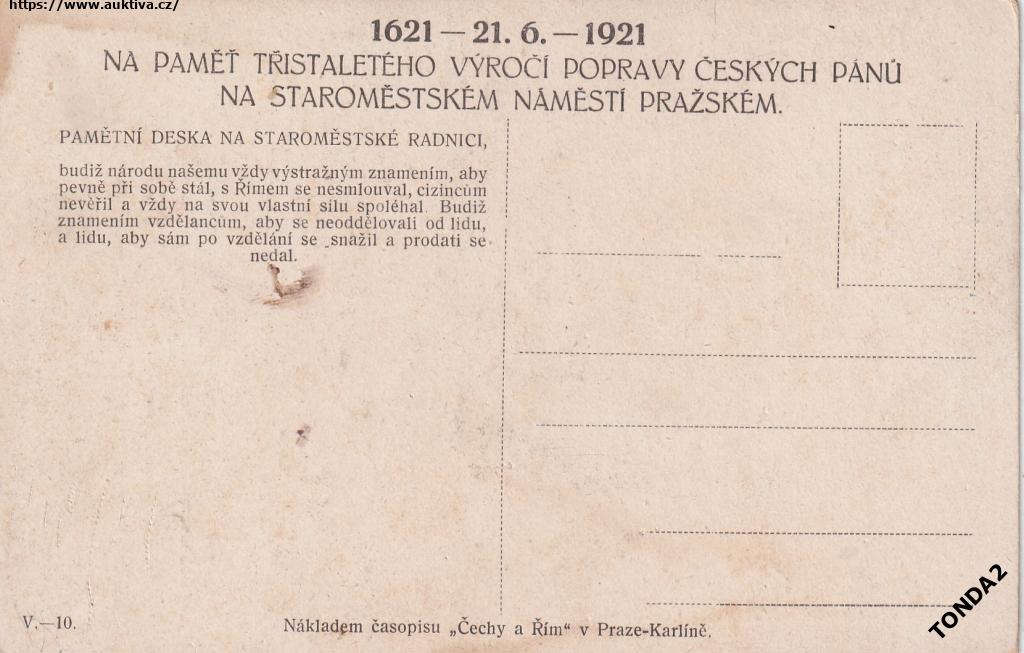 https://www.auktiva.cz/
1621 — 21. 6. — 1921
NA PAMĚŤ TŘISTALETÉHO VÝROČÍ POPRAVY ČESKÝCH PÁNŮ
NA STAROMĚSTSKÉM NÁMĚSTÍ PRAŽSKÉM.
PAMĚTNÍ DESKA NA STAROMĚSTSKÉ RADNICI,
budiž národu našemu vždy výstražným znamením, aby
pevně při sobě stál, s Římem se nesmlouval, cizincům
nevěřil a vždy na svou vlastní silu spoléhal. Budiž
znamením vzdělancům, aby se neoddělovali od lidu,
a lidu, aby sám po vzdělání se snažil a prodati se
nedal.
V.—10.
Nákladem časopisu „Čechy a Řím“ v Praze-Karlíně.
TONDA2